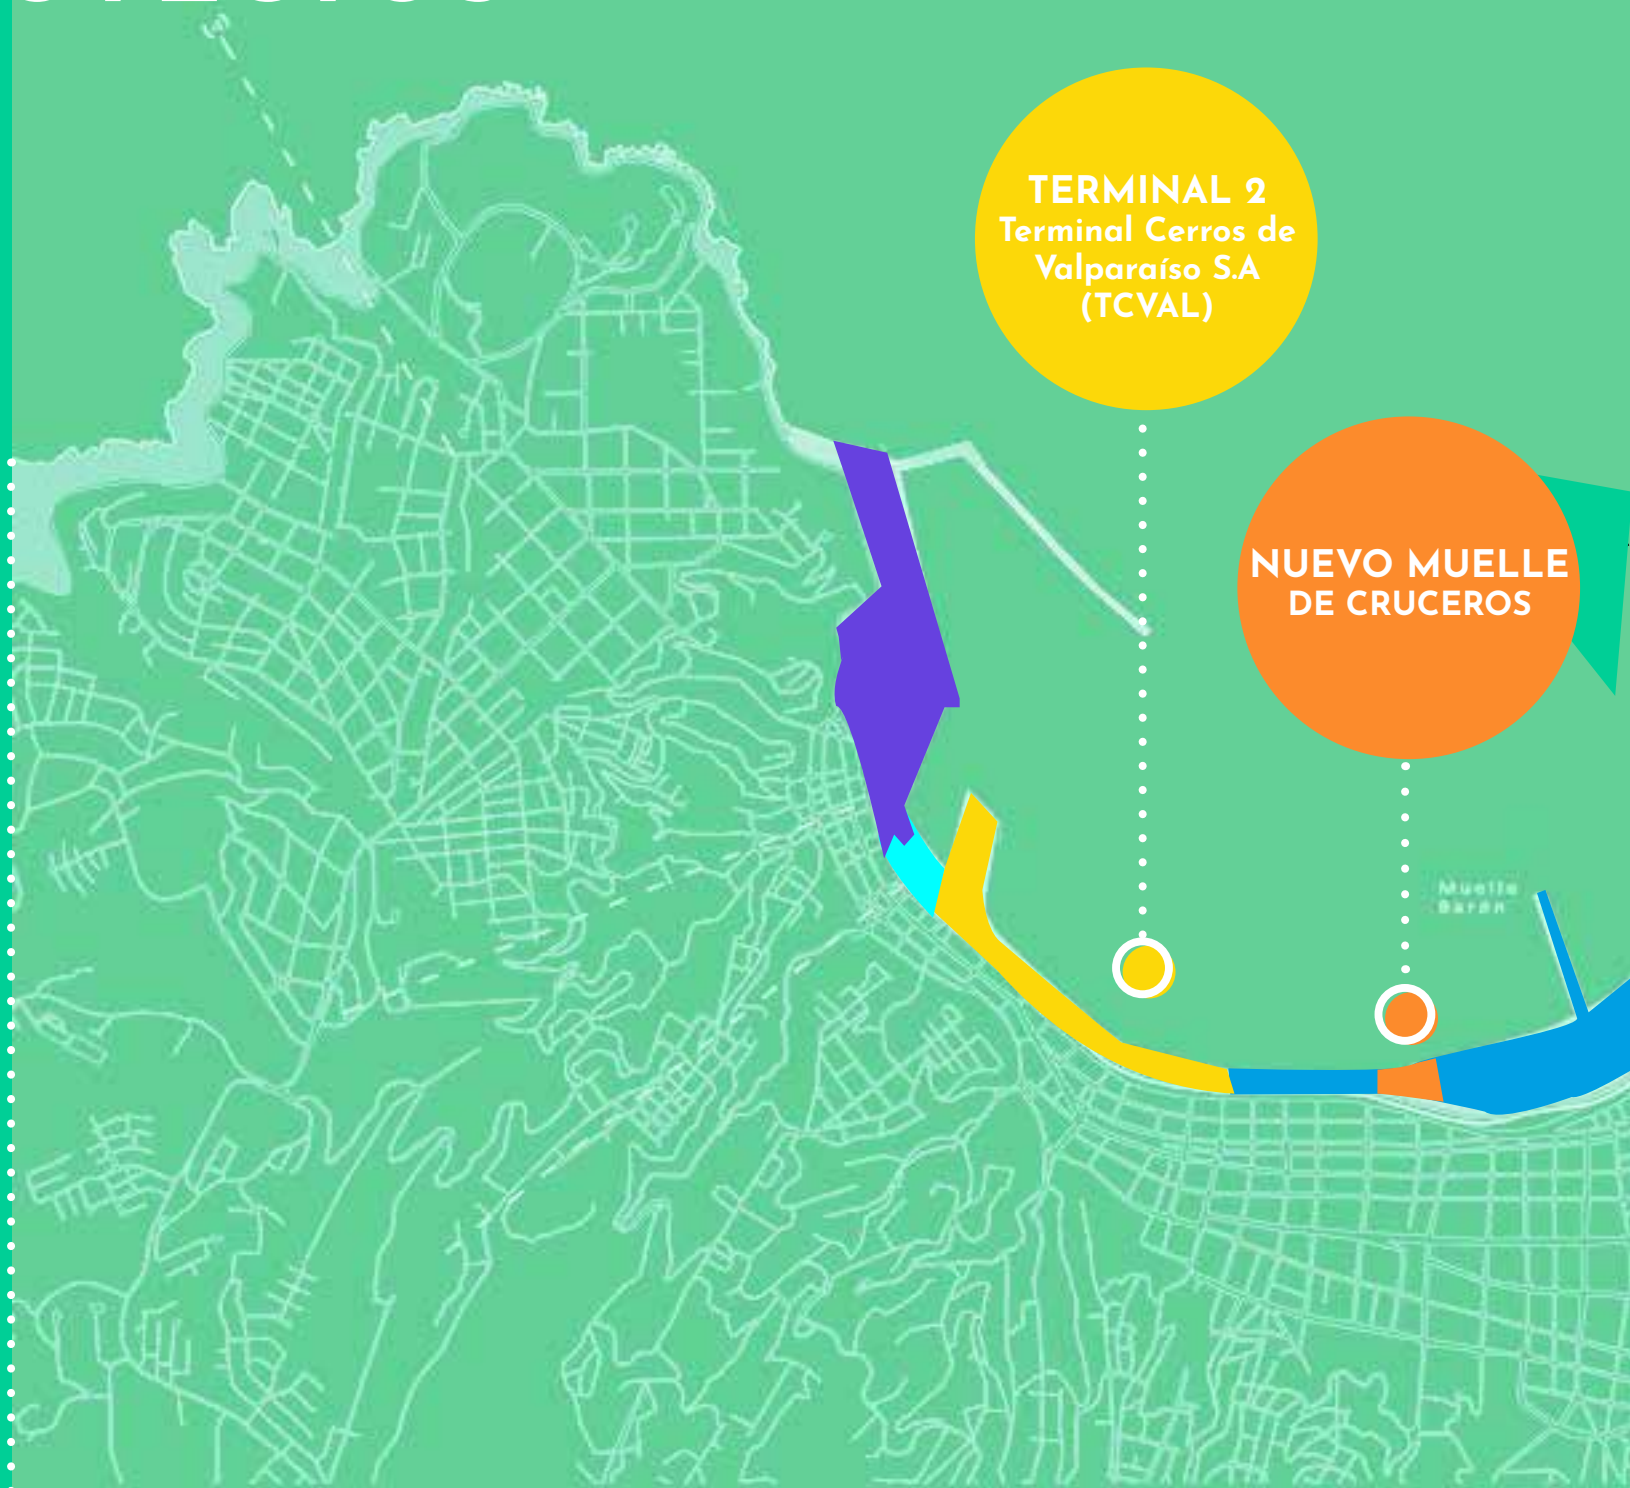 TERMINAL 2
Terminal Cerros de
Valparaíso S.A
(TCVAL)
NUEVO MUELLE
DE CRUCEROS
Muelle
Barón